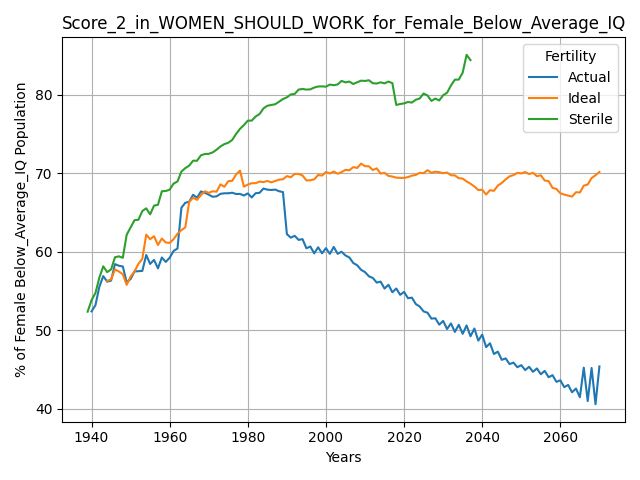 Score_2_in_WOMEN_SHOULD_WORK_for_Female_Below_Average_IQ
Fertility
Actual
Ideal
Sterile
% of Female Below_Average_IQ Population
80
70
60
50
40
1940 1960 1980 2000 2020 2040 2060
Years